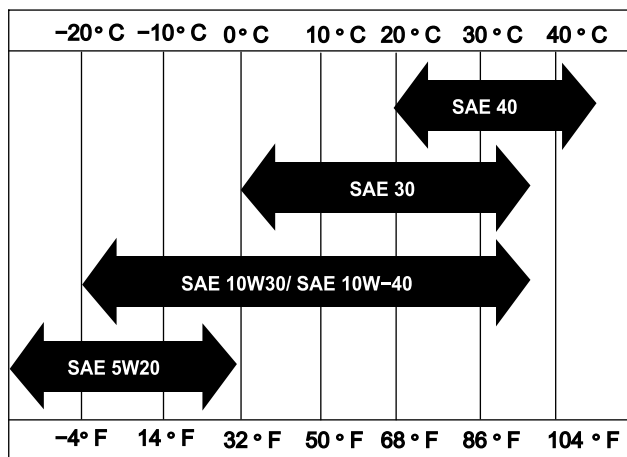 −20° C −10° C 0° C 10° C 20° C 30° C 40° C
SAE 40
SAE 30
SAE 10W30/ SAE 10W−40
SAE 5W20
−4° F 14° F 32° F 50° F 68° F 86° F 104° F